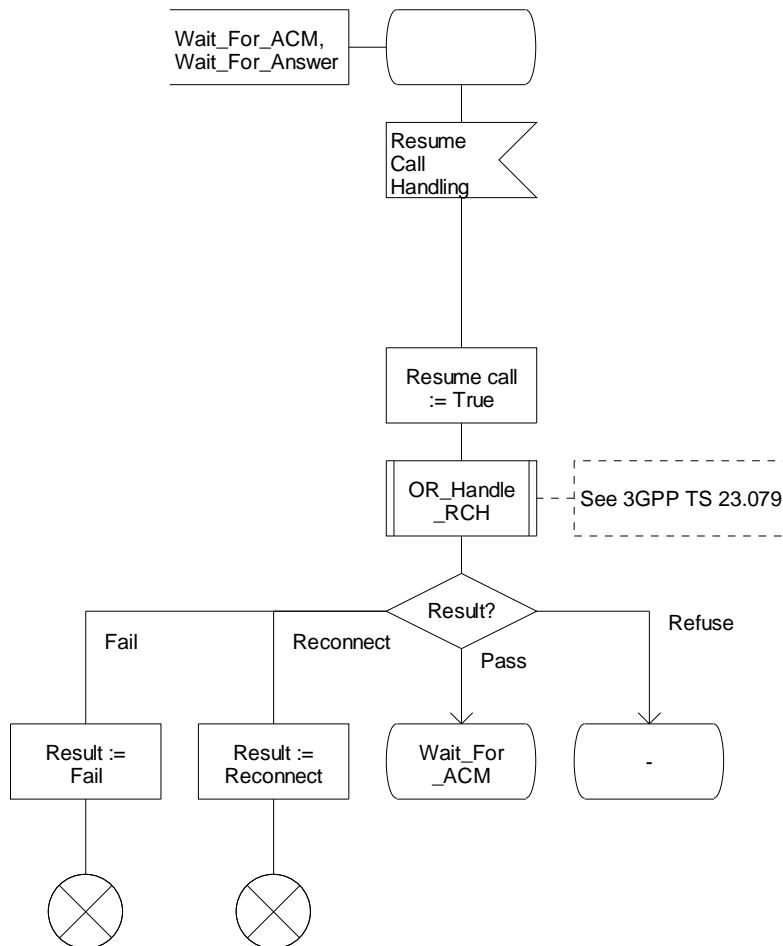 Wait_For_ACM,
Wait_For_Answer
Resume
Call
Handling
Resume call
:= True
OR_Handle
_RCH
See 3GPP TS 23.079
Result?
Fail
Reconnect
Pass
Refuse
Result :=
Fail
Result :=
Reconnect
Wait_For
_ACM
-